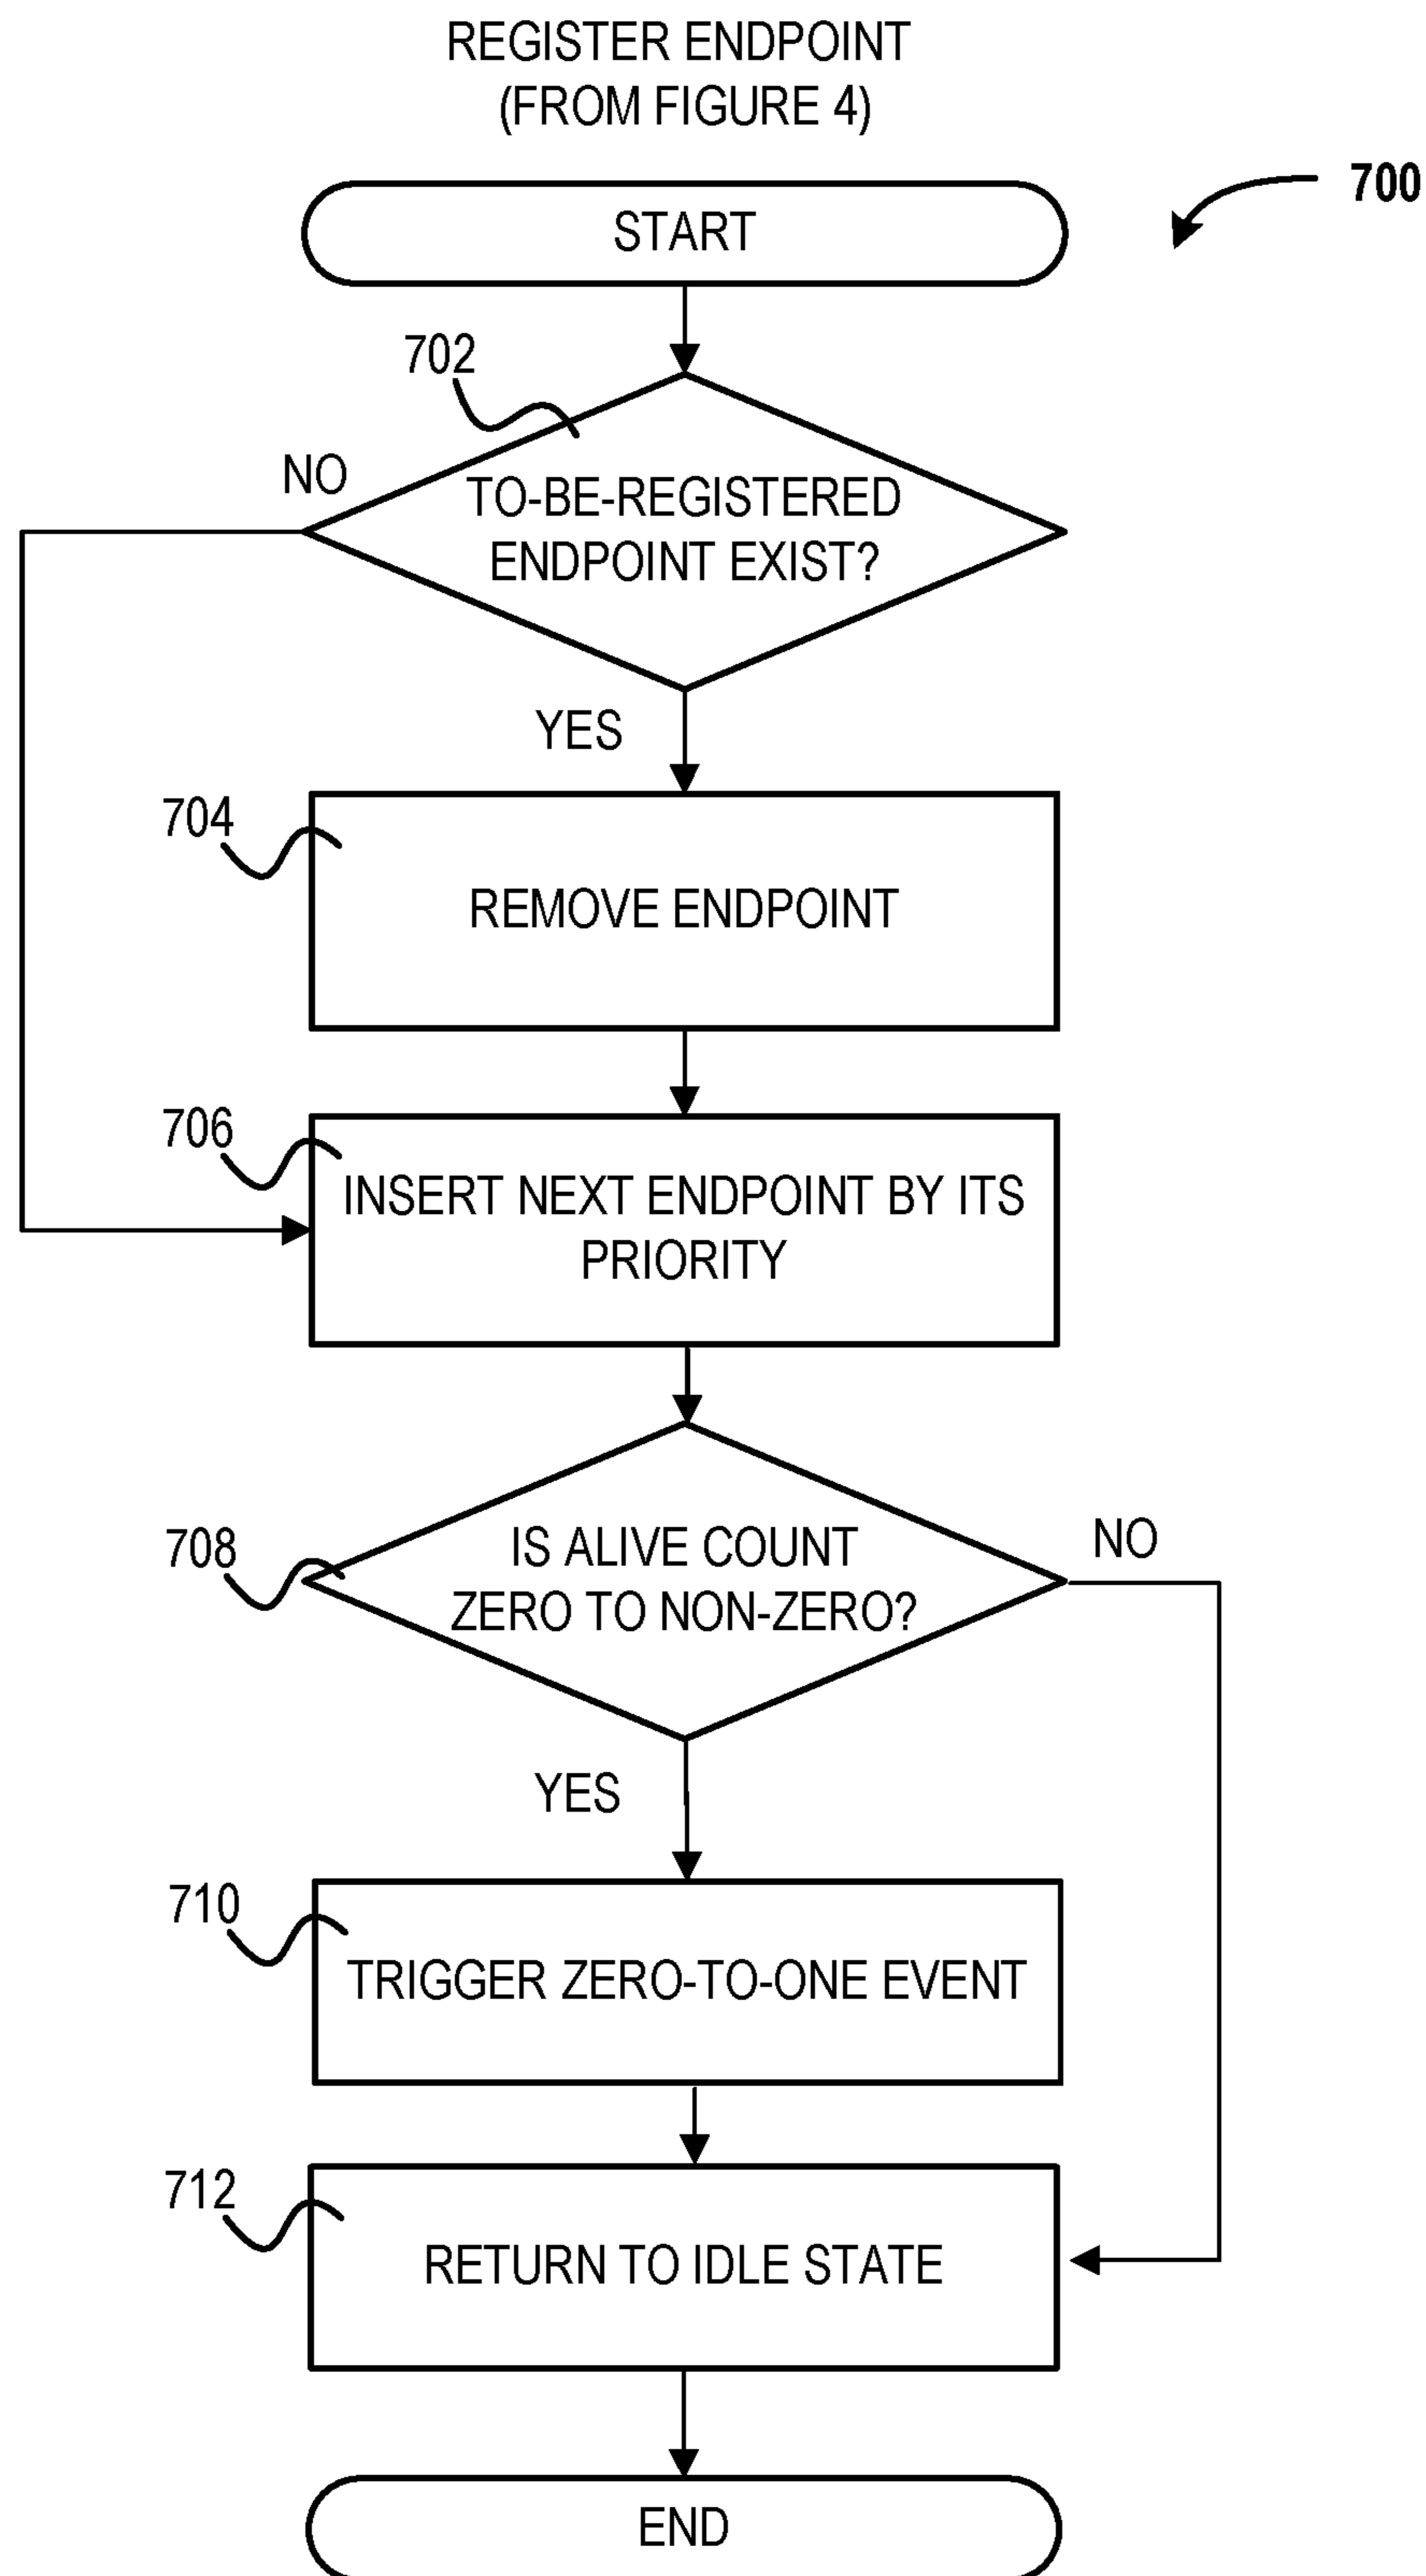 REGISTER ENDPOINT
(FROM FIGURE 4)
700
START
702
NO
TO-BE-REGISTERED
ENDPOINT EXIST?
YES
704
REMOVE ENDPOINT
706
INSERT NEXT ENDPOINT BY ITS
PRIORITY
708
IS ALIVE COUNT
ZERO TO NON-ZERO?
NO
YES
710
TRIGGER ZERO-TO-ONE EVENT
712
RETURN TO IDLE STATE
END